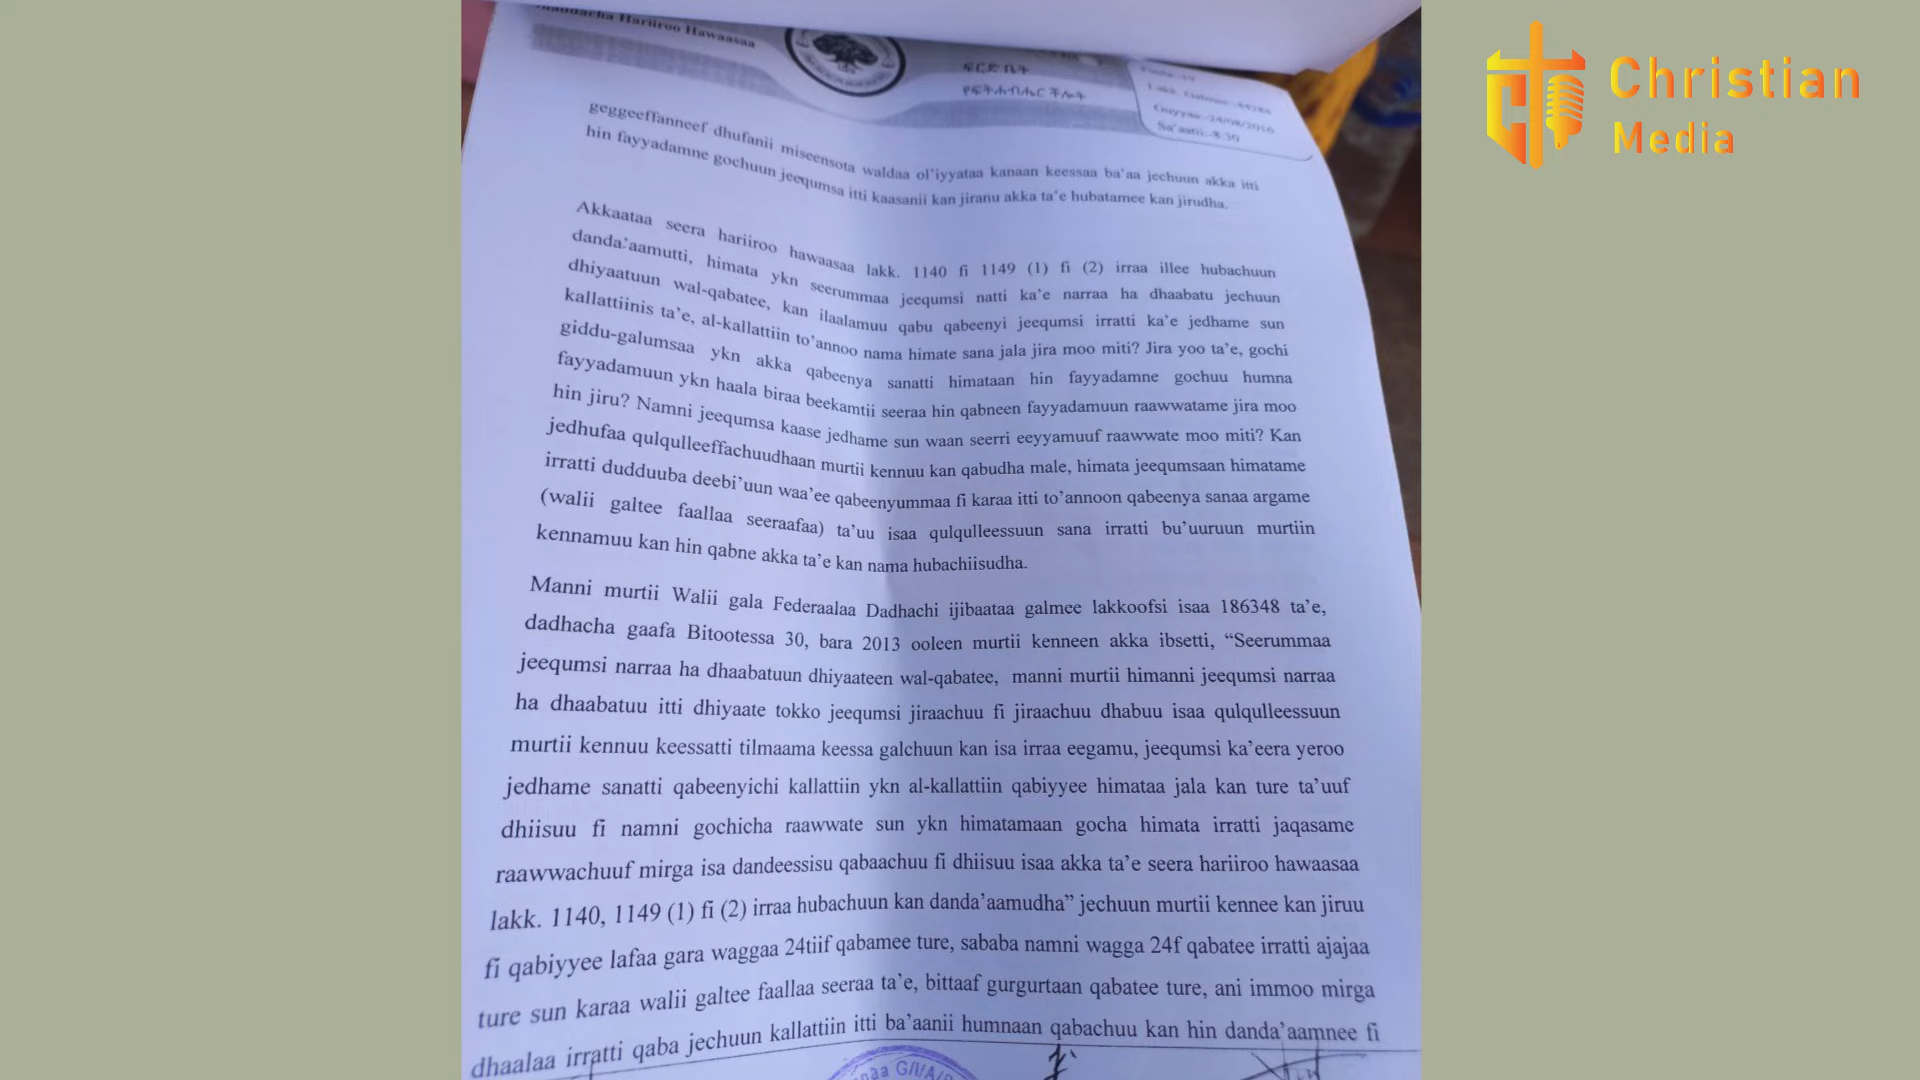 Hariiroo Hawaasaa
ፍርድ ቤት
የፍትሐብሔር ችሎት
Guyyaa:-24/08/2016
Sa'aatii:-8:30
Christian
Media
geggeeffanneef dhufanii miseensota waldaa ol'iyyataa kanaan keessaa ba'aa jechuun akka itti
hin fayyadamne gochuun jeequmsa itti kaasanii kan jiranu akka ta'e hubatamee kan jirudha.
Akkaataa seera hariiroo hawaasaa lakk. 1140 fi 1149 (1) fi (2) irraa illee hubachuun
danda'aamutti, himata ykn seerummaa jeequmsi natti ka'e narraa ha dhaabatu jechuun
dhiyaatuun wal-qabatee, kan ilaalamuu qabu qabeenyi jeequmsi irratti ka'e jedhame sun
kallattiinis ta'e, al-kallattiin to'annoo nama himate sana jala jira moo miti? Jira yoo ta'e, gochi
giddu-galumsaa ykn akka qabeenya sanatti himataan hin fayyadamne gochuu humna
fayyadamuun ykn haala biraa beekamtii seeraa hin qabneen fayyadamuun raawwatame jira moo
hin jiru? Namni jeequmsa kaase jedhame sun waan seerri eeyyamuuf raawwate moo miti? Kan
jedhufaa qulqulleeffachuudhaan murtii kennuu kan qabudha male, himata jeequmsaan himatame
irratti dudduuba deebi'uun waa'ee qabeenyummaa fi karaa itti to'annoon qabeenya sanaa argame
(walii galtee faallaa seeraafaa) ta'uu isaa qulqulleessuun sana irratti bu'uuruun murtiin
kennamuu kan hin qabne akka ta'e kan nama hubachiisudha.
Manni murtii Walii gala Federaalaa Dadhachi ijibaataa galmee lakkoofsi isaa 186348 ta'e,
dadhacha gaafa Bitootessa 30, bara 2013 ooleen murtii kenneen akka ibsetti, “Seerummaa
jeequmsi narraa ha dhaabatuun dhiyaateen wal-qabatee, manni murtii himanni jeequmsi narraa
ha dhaabatuu itti dhiyaate tokko jeequmsi jiraachuu fi jiraachuu dhabuu isaa qulqulleessuun
murtii kennuu keessatti tilmaama keessa galchuun kan isa irraa eegamu, jeequmsi ka'eera yeroo
jedhame sanatti qabeenyichi kallattiin ykn al-kallattiin qabiyyee himataa jala kan ture ta'uuf
dhiisuu fi namni gochicha raawwate sun ykn himatamaan gocha himata irratti jaqasame
raawwachuuf mirga isa dandeessisu qabaachuu fi dhiisuu isaa akka ta'e seera hariiroo hawaasaa
lakk. 1140, 1149 (1) fi (2) irraa hubachuun kan danda'aamudha” jechuun murtii kennee kan jiruu
fi qabiyyee lafaa gara waggaa 24tiif qabamee ture, sababa namni wagga 24f qabatee irratti ajajaa
ture sun karaa walii galtee faallaa seeraa ta'e, bittaaf gurgurtaan qabatee ture, ani immoo mirga
dhaalaa irratti qaba jechuun kallattiin itti ba'aanii humnaan qabachuu kan hin danda'aamnee fi